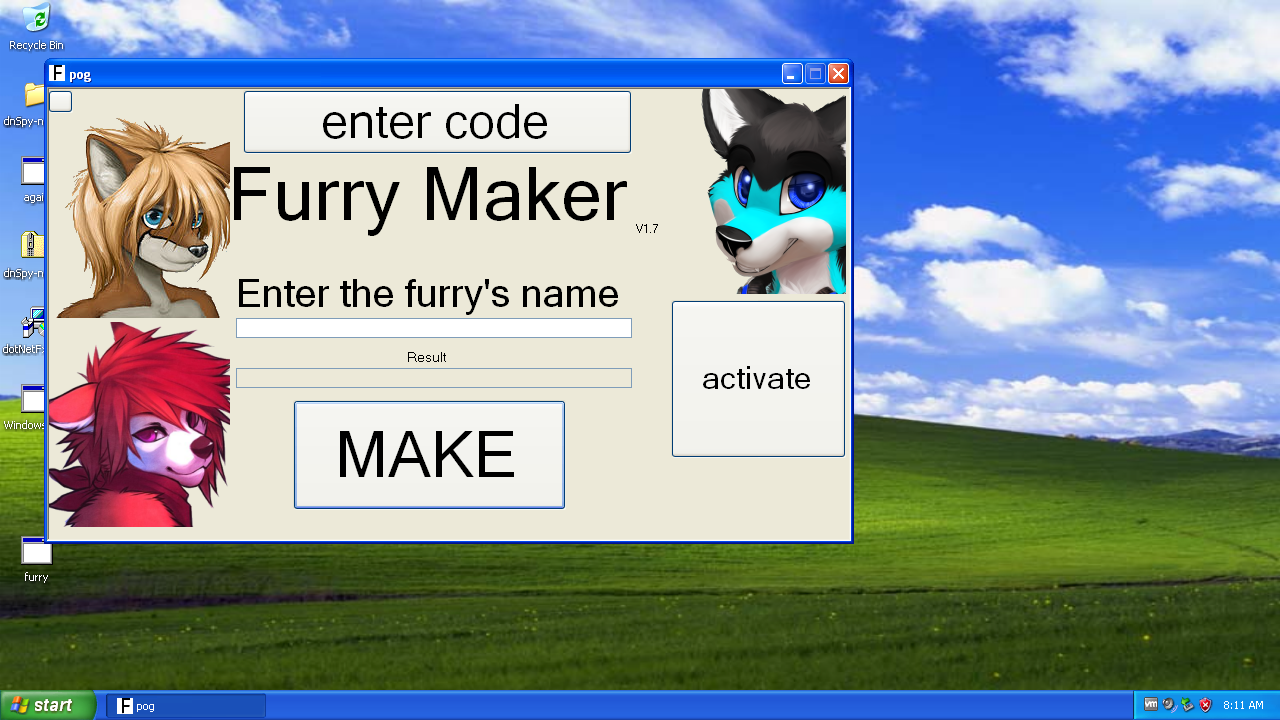 Recycle Bin
F pog
enter code
Furry Maker
V1.7
Enter the furry's name
Result
activate
MAKE
dnSpy-n
agai
dnSpy-n
dotNetF
Windows
furry
start
F pog
vm
8:11 AM